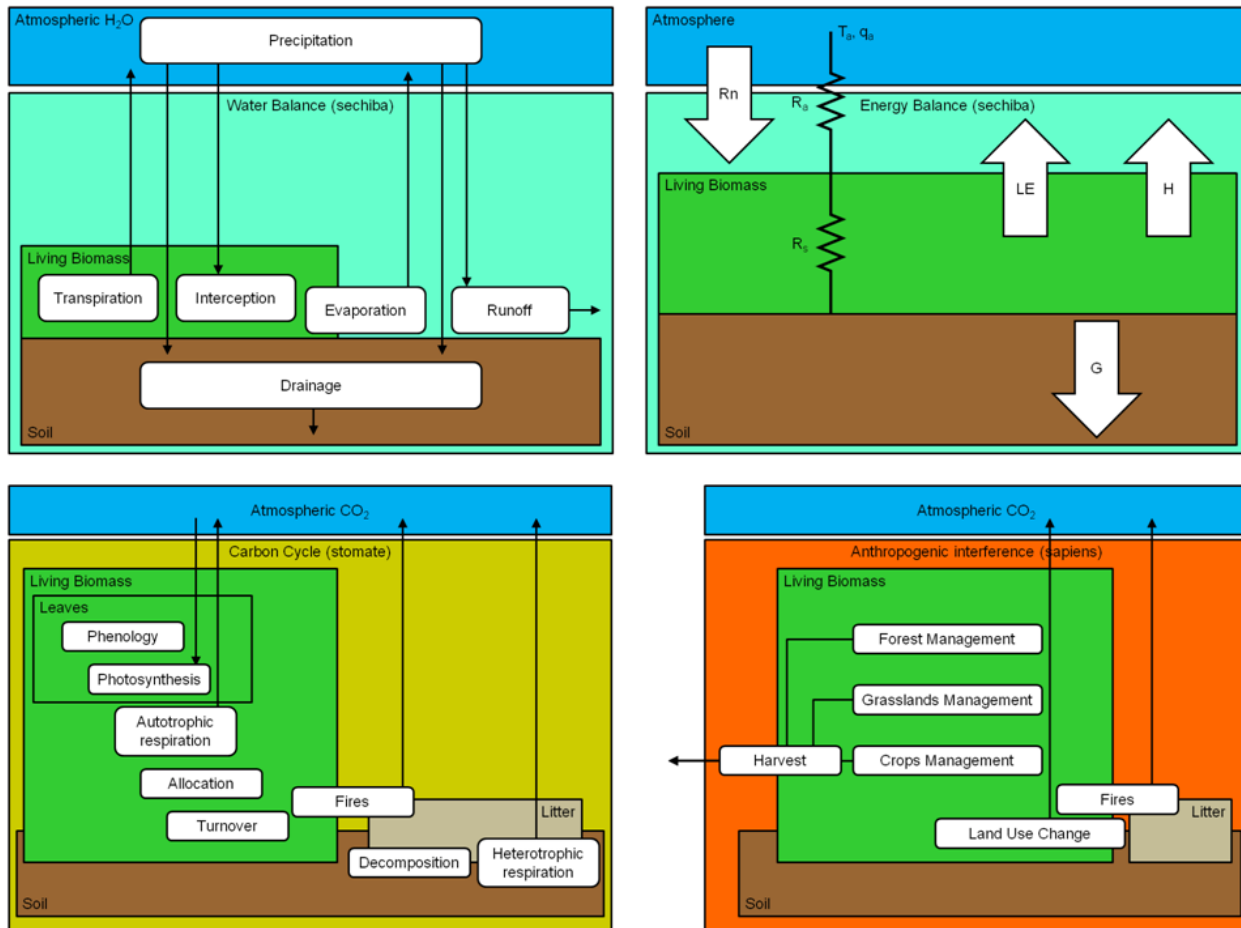 Atmospheric H₂O
Precipitation
Water Balance (sechiba)
Living Biomass
Transpiration
Interception
Evaporation
Runoff
Drainage
Soil
Atmosphere
Tₐ, qₐ
Rn
Rₐ
Energy Balance (sechiba)
Living Biomass
LE
H
Rₛ
G
Soil
Atmospheric CO₂
Carbon Cycle (stomate)
Living Biomass
Leaves
Phenology
Photosynthesis
Autotrophic
respiration
Allocation
Fires
Turnover
Litter
Decomposition
Heterotrophic
respiration
Soil
Atmospheric CO₂
Anthropogenic interference (sapiens)
Living Biomass
Forest Management
Grasslands Management
Harvest
Crops Management
Fires
Litter
Land Use Change
Soil